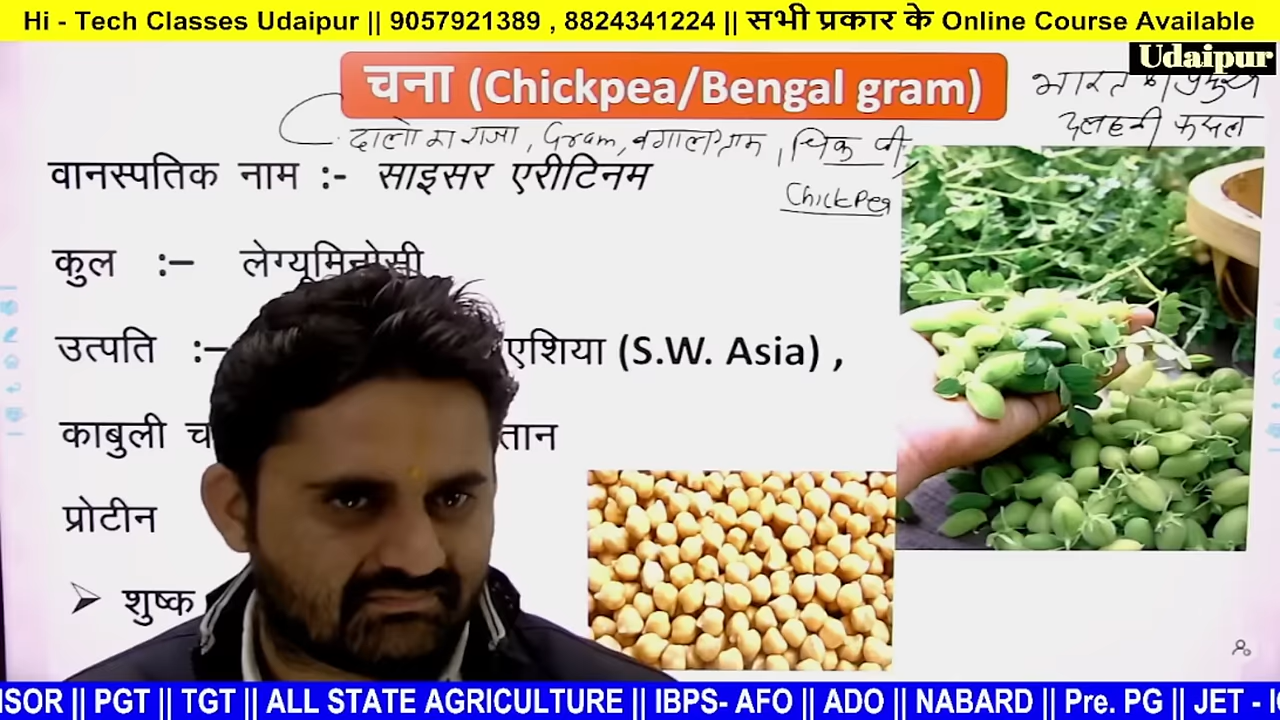 Hi - Tech Classes Udaipur || 9057921389 , 8824341224 || सभी प्रकार के Online Course Available
Udaipur
चना (Chickpea/Bengal gram)
भारत की प्रमुख
दलहनी फसल
दालो का राजा, Gram, बंगाल ग्राम, चिक पी,
Chickpea
वानस्पतिक नाम :- साइसर एरीटिनम
कुल :– लेग्यूमिनोसी
उत्पति :– एशिया (S.W. Asia) ,
काबुली च तान
प्रोटीन
➢ शुष्क
ISOR || PGT || TGT || ALL STATE AGRICULTURE || IBPS- AFO || ADO || NABARD || Pre. PG || JET - I